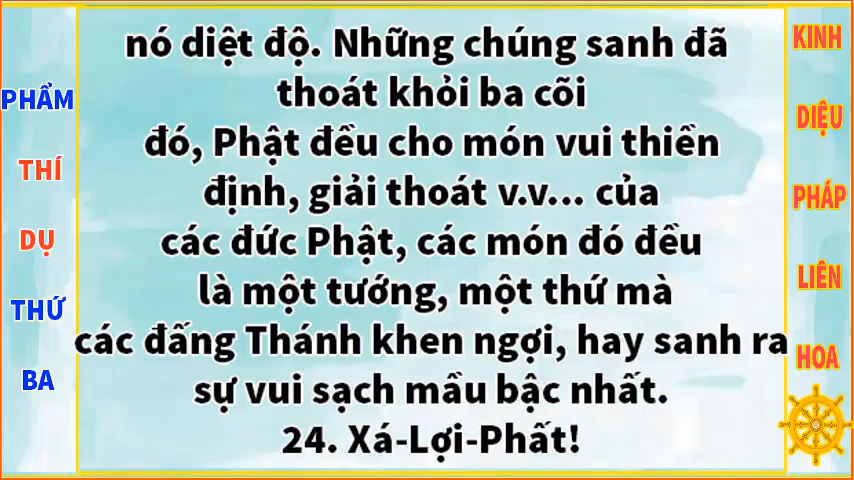 PHẨM
THÍ
DỤ
THỨ
BA
nó diệt độ. Những chúng sanh đã
thoát khỏi ba cõi
đó, Phật đều cho món vui thiền
định, giải thoát v.v... của
các đức Phật, các món đó đều
là một tướng, một thứ mà
các đấng Thánh khen ngợi, hay sanh ra
sự vui sạch mầu bậc nhất.
24. Xá-Lợi-Phất!
KINH
DIỆU
PHÁP
LIÊN
HOA